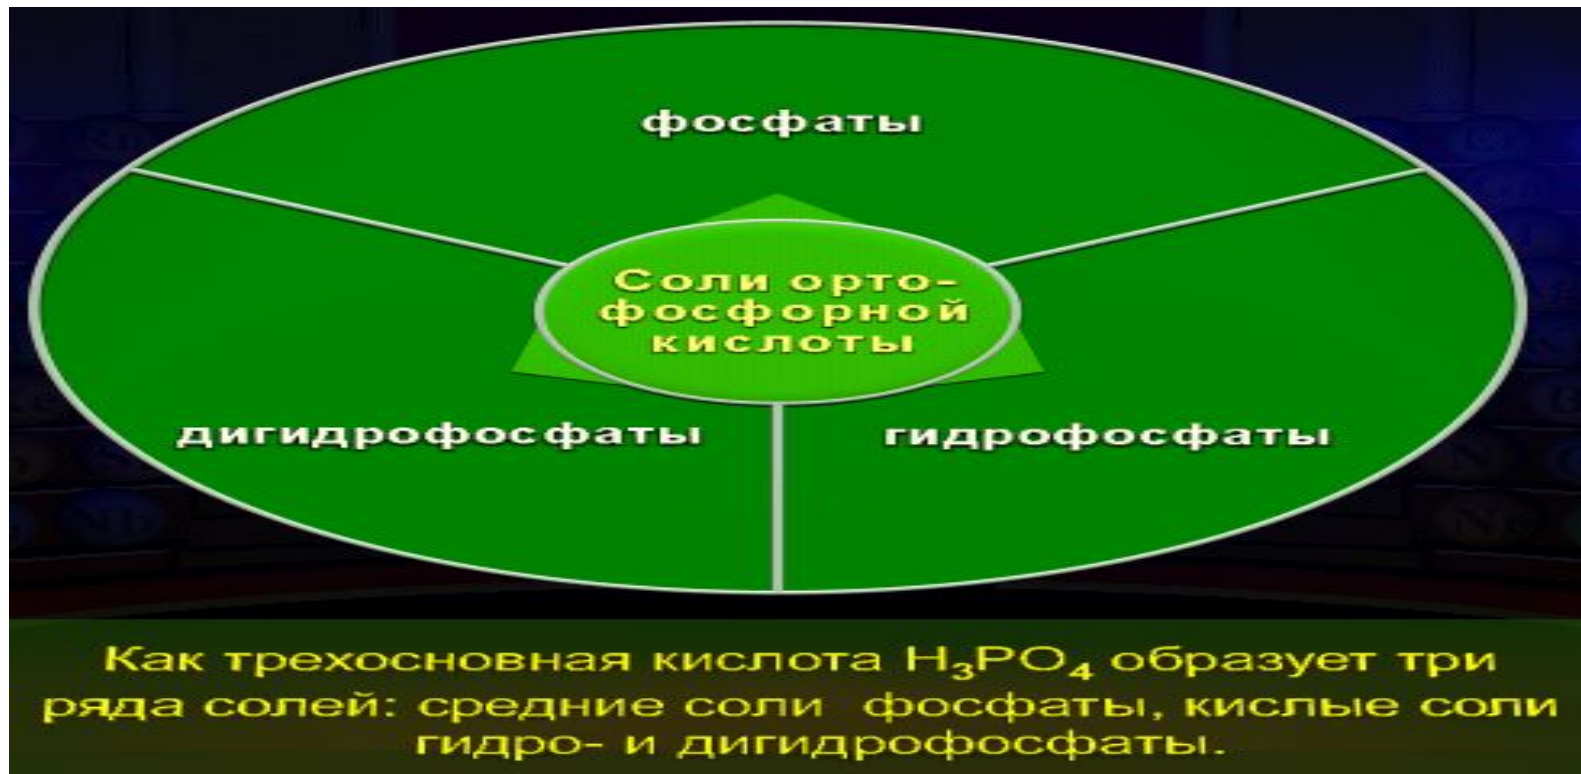 фосфаты
Соли орто-
фосфорной
кислоты
дигидрофосфаты
гидрофосфаты
Как трехосновная кислота H₃PO₄ образует три
ряда солей: средние соли фосфаты, кислые соли
гидро- и дигидрофосфаты.